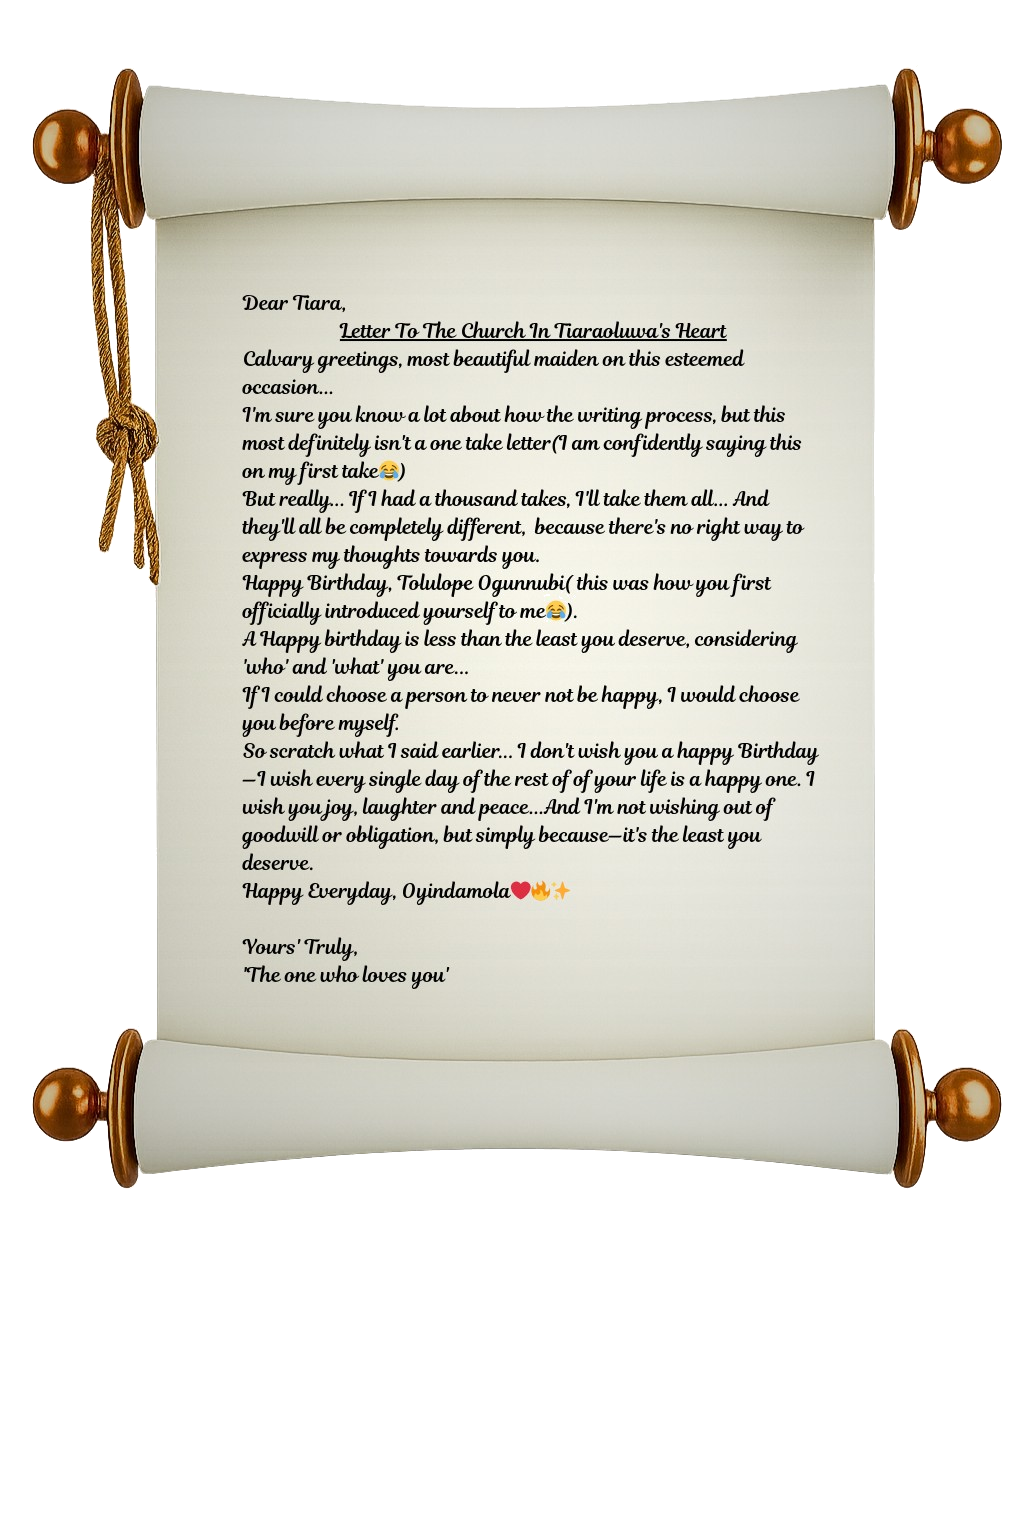 Dear Tiara,
Letter To The Church In Tiaraoluwa's Heart
Calvary greetings, most beautiful maiden on this esteemed
occasion...
I'm sure you know a lot about how the writing process, but this
most definitely isn't a one take letter(I am confidently saying this
on my first take😂)
But really... If I had a thousand takes, I'll take them all... And
they'll all be completely different,  because there's no right way to
express my thoughts towards you.
Happy Birthday, Tolulope Ogunnubi( this was how you first
officially introduced yourself to me😂).
A Happy birthday is less than the least you deserve, considering
'who' and 'what' you are...
If I could choose a person to never not be happy, I would choose
you before myself.
So scratch what I said earlier... I don't wish you a happy Birthday
—I wish every single day of the rest of of your life is a happy one. I
wish you joy, laughter and peace...And I'm not wishing out of
goodwill or obligation, but simply because—it's the least you
deserve.
Happy Everyday, Oyindamola❤️🔥✨
Yours' Truly,
'The one who loves you'